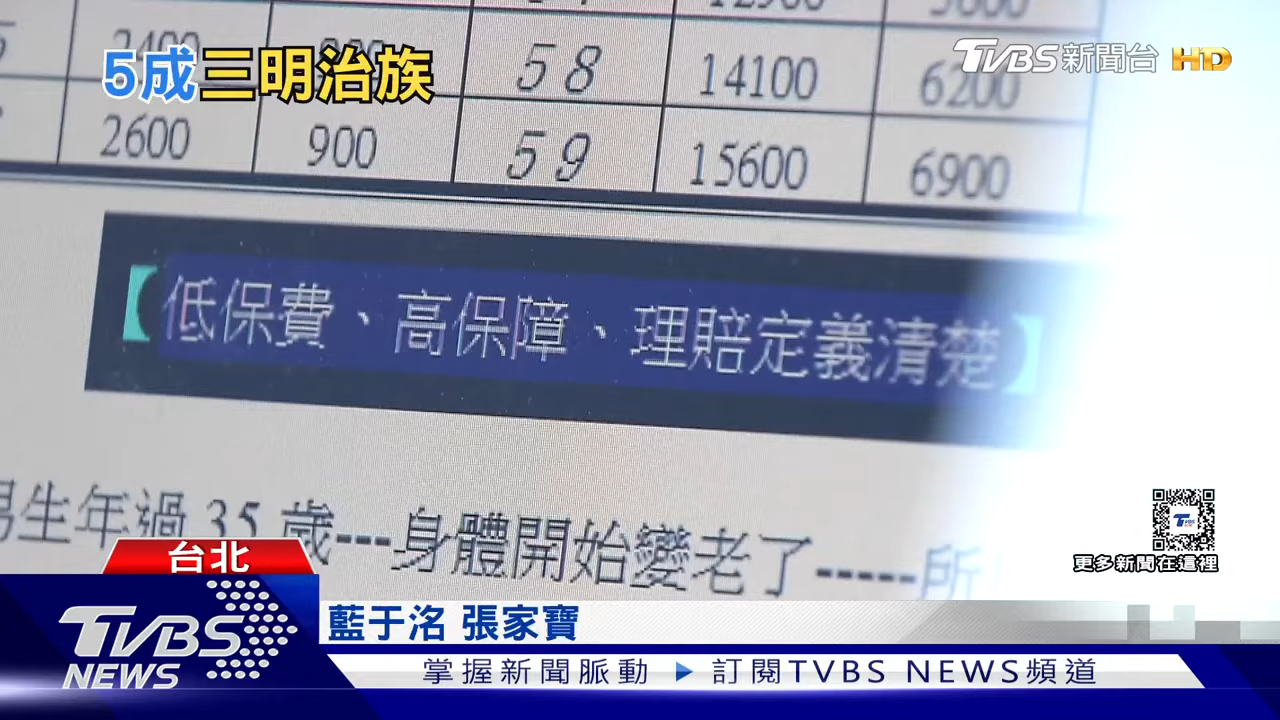 5成三明治族
TVBS新聞台 HD
12900 5600
2400 58 14100 6200
2600 900 59 15600 6900
【低保費、高保障、理賠定義清楚】
男生年過35歲---身體開始變老了-----所
更多新聞在這裡
台北
TVBS NEWS
藍于洺 張家寶
掌握新聞脈動 ▶ 訂閱TVBS NEWS頻道